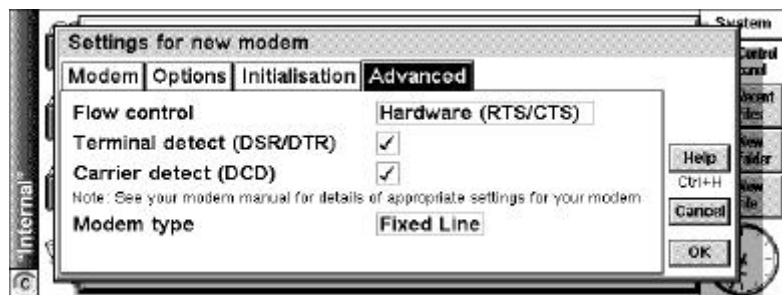 System
Settings for new modem
Modem Options Initialisation Advanced
Flow control Hardware (RTS/CTS)
Terminal detect (DSR/DTR)
Carrier detect (DCD)
Note: See your modem manual for details of appropriate settings for your modem
Modem type Fixed Line
Help
Ctrl+H
Cancel
OK
Control
"Internal"